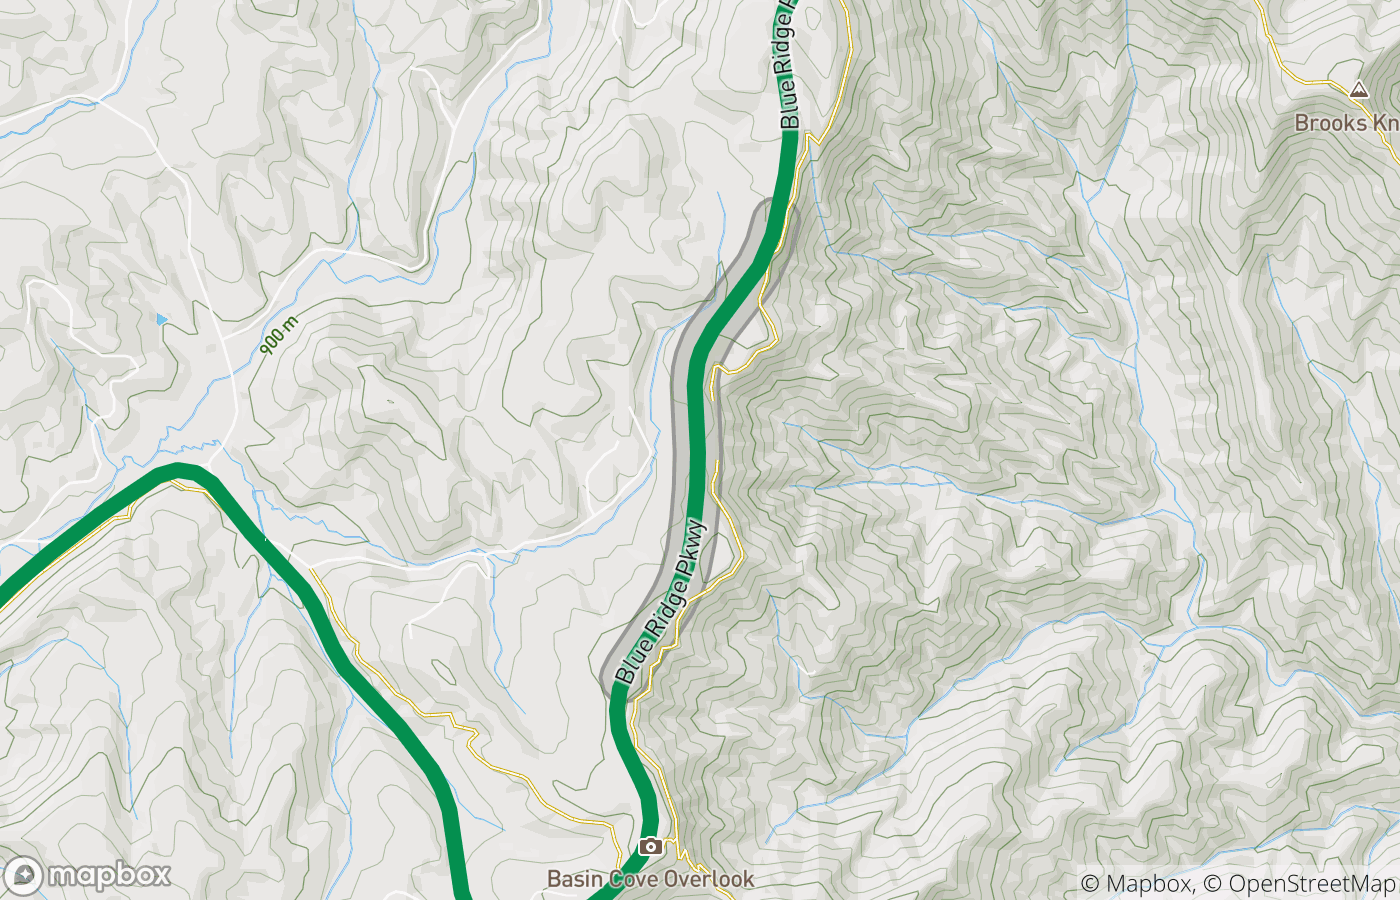 Blue Ridge P
Brooks Kn
900 m
Blue Ridge Pkwy
Basin Cove Overlook
mapbox
© Mapbox, © OpenStreetMap